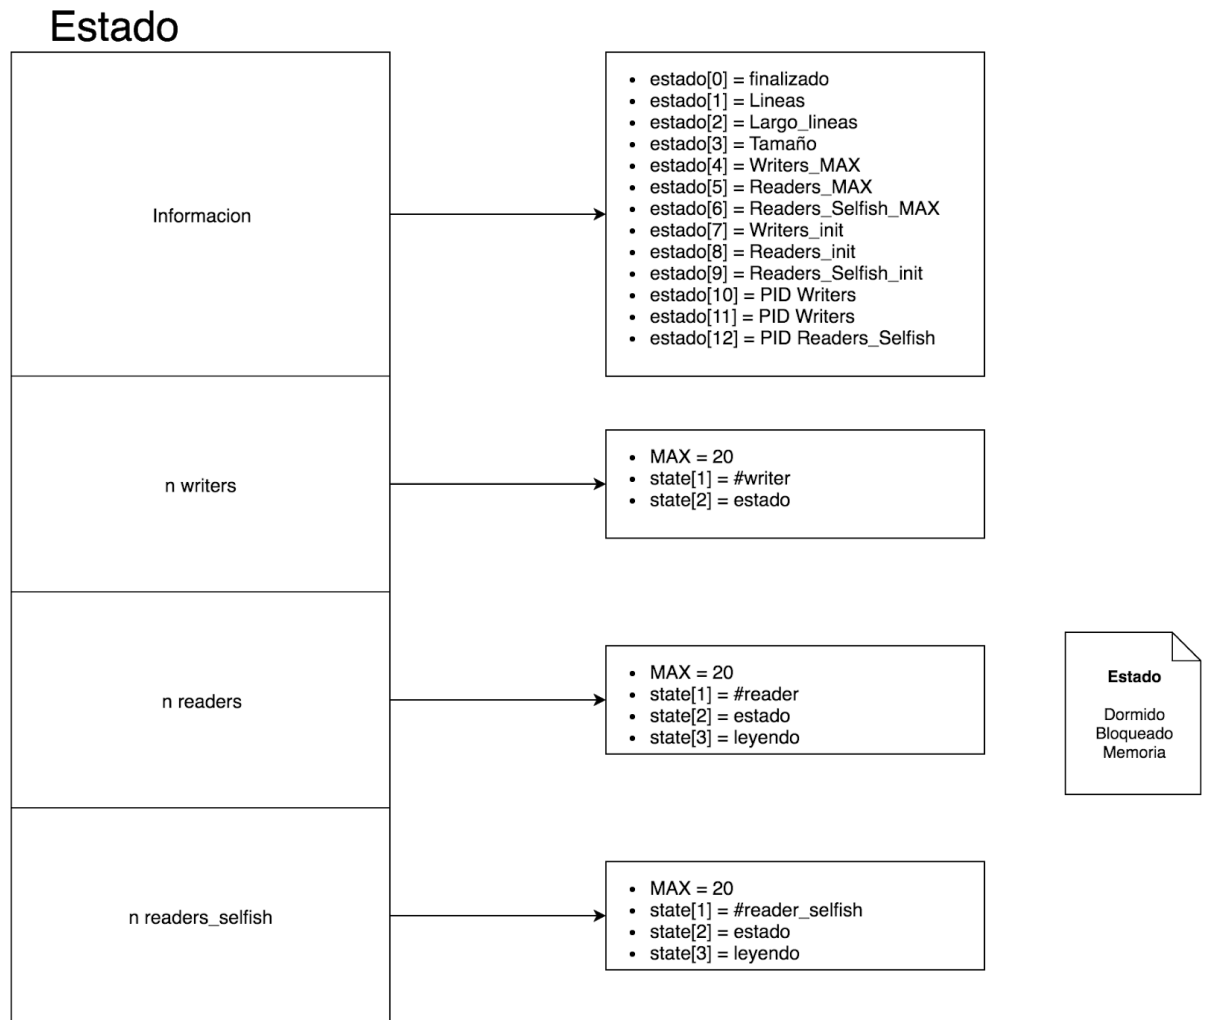 Estado
Informacion
• estado[0] = finalizado
• estado[1] = Lineas
• estado[2] = Largo_lineas
• estado[3] = Tamaño
• estado[4] = Writers_MAX
• estado[5] = Readers_MAX
• estado[6] = Readers_Selfish_MAX
• estado[7] = Writers_init
• estado[8] = Readers_init
• estado[9] = Readers_Selfish_init
• estado[10] = PID Writers
• estado[11] = PID Writers
• estado[12] = PID Readers_Selfish
n writers
• MAX = 20
• state[1] = #writer
• state[2] = estado
n readers
• MAX = 20
• state[1] = #reader
• state[2] = estado
• state[3] = leyendo
Estado
Dormido
Bloqueado
Memoria
n readers_selfish
• MAX = 20
• state[1] = #reader_selfish
• state[2] = estado
• state[3] = leyendo